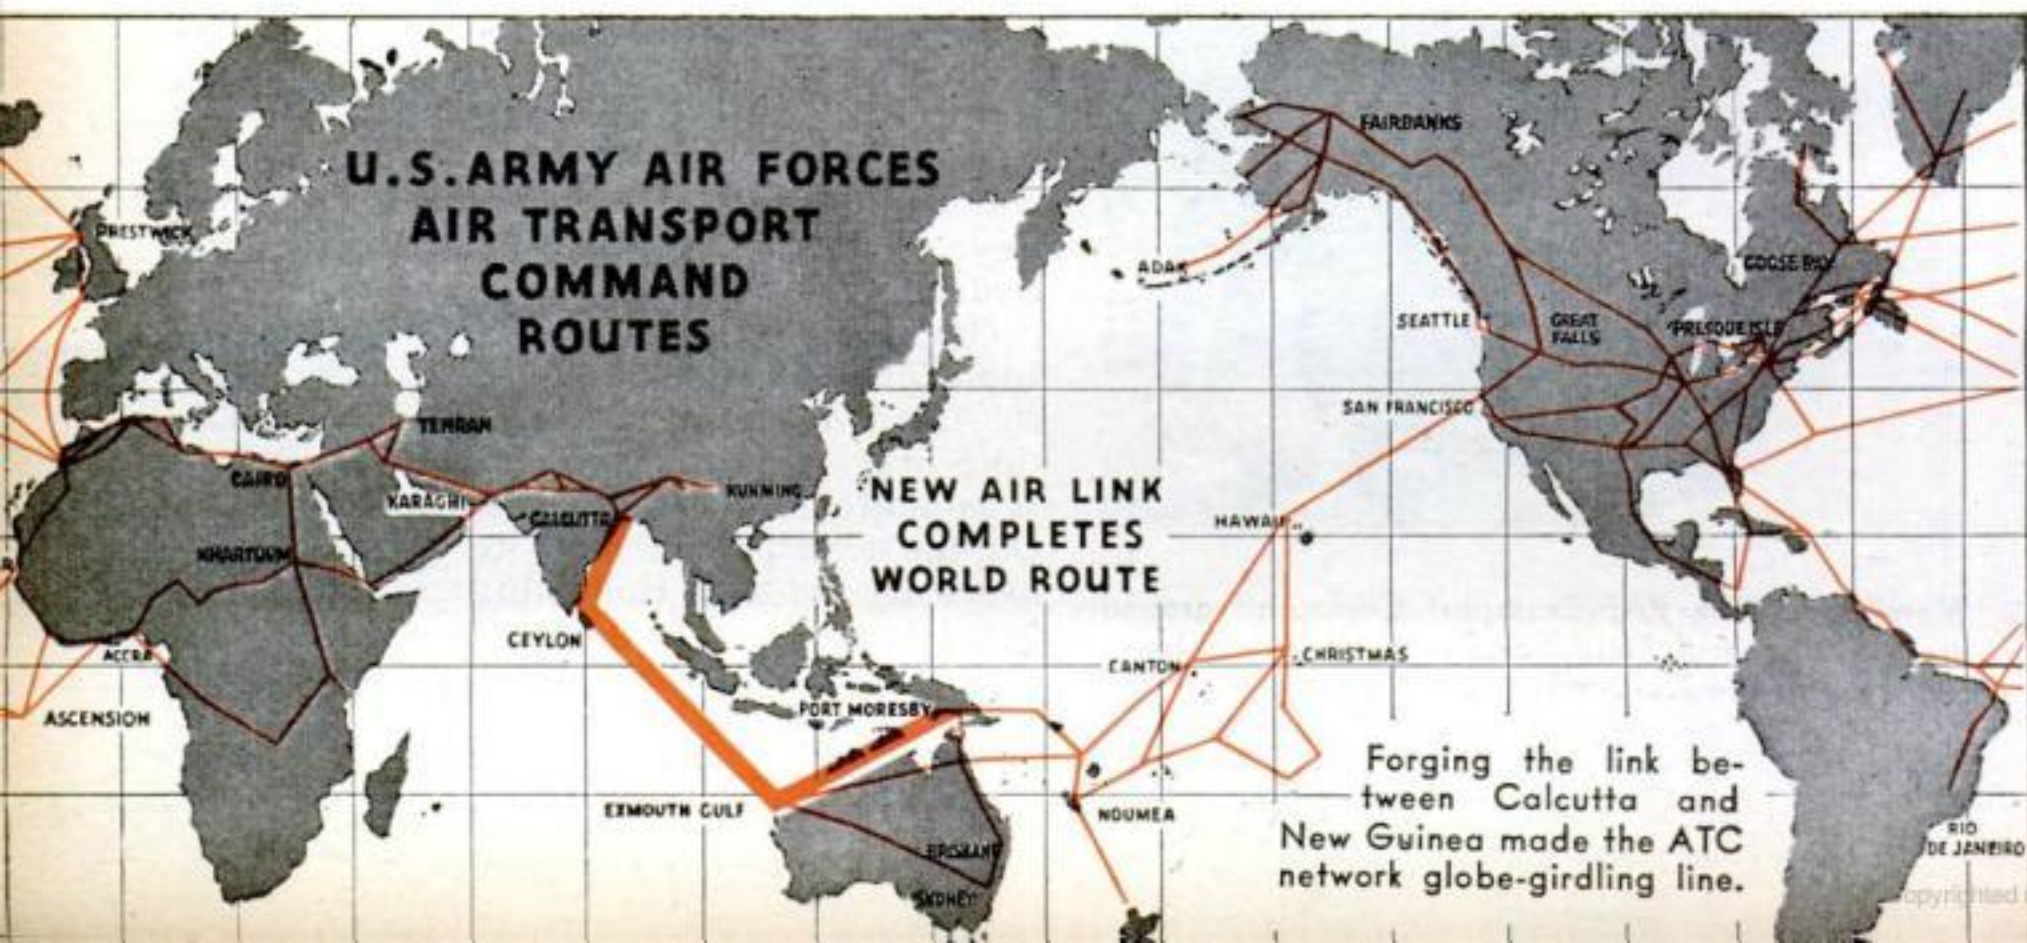 U.S. ARMY AIR FORCES
AIR TRANSPORT
COMMAND
ROUTES
FAIRBANKS
PRESTWICK
ADAK
GOOSE BAY
SEATTLE
GREAT
FALLS
PRESQUE ISLE
SAN FRANCISCO
TEHRAN
CAIRO
KARACHI
KUNMING
CALCUTTA
NEW AIR LINK
COMPLETES
WORLD ROUTE
HAWAII
KHARTOUM
CEYLON
ACCRA
CANTON
CHRISTMAS
ASCENSION
PORT MORESBY
EXMOUTH GULF
NOUMEA
BRISBANE
SYDNEY
Forging the link be-
tween Calcutta and
New Guinea made the ATC
network globe-girdling line.
RIO
DE JANEIRO